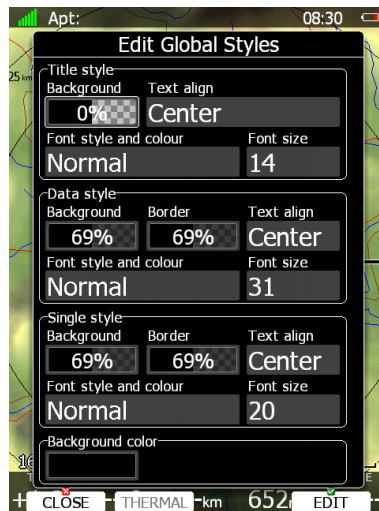 Apt: 08:30
Edit Global Styles
25 km
Title style
Background Text align
0% Center
Font style and colour Font size
Normal 14
Data style
Background Border Text align
69% 69% Center
Font style and colour Font size
Normal 31
Single style
Background Border Text align
69% 69% Center
Font style and colour Font size
Normal 20
Background color
CLOSE THERMAL km 652 EDIT